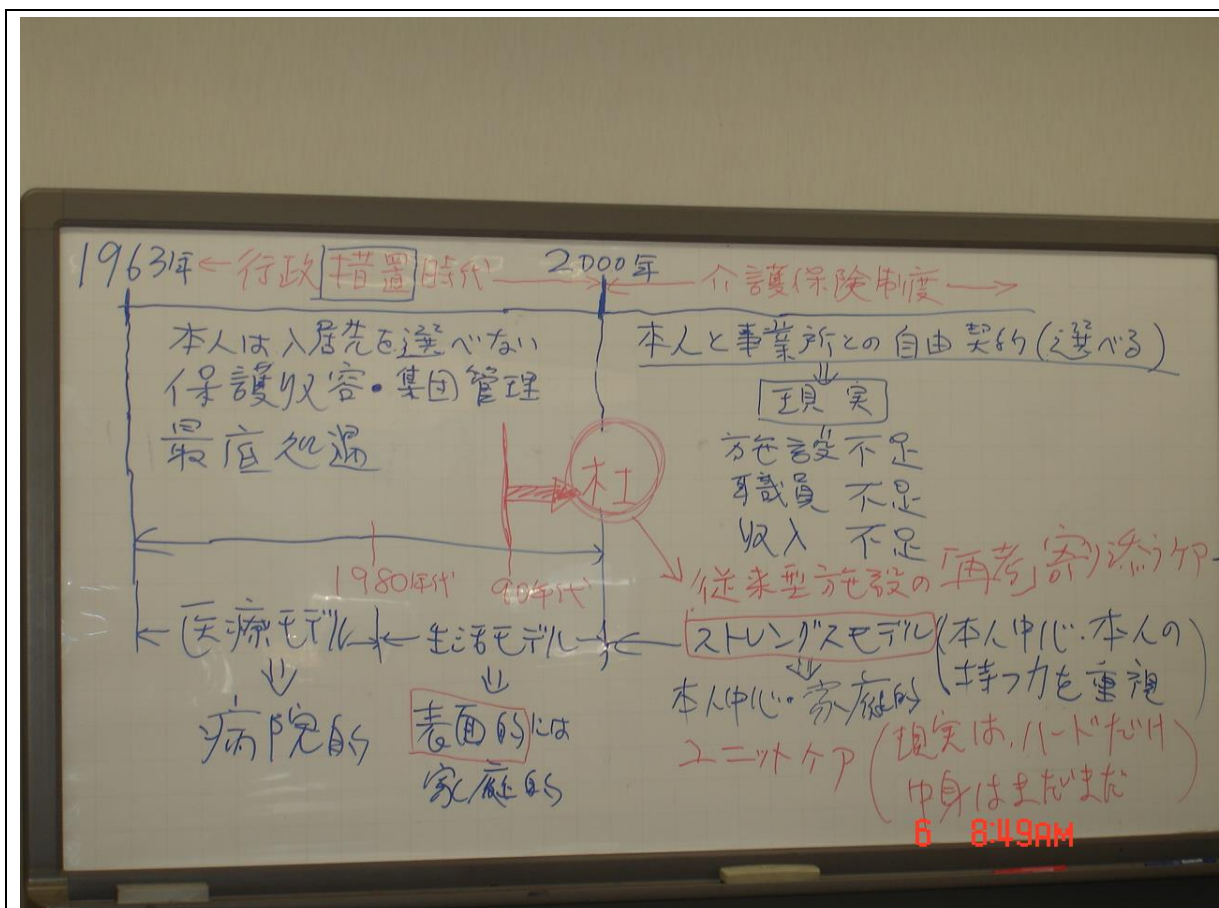 1963年←行政措置時代→2000年←介護保険制度→
本人は入居先を選べない
保護収容・集団管理
最底処遇
本人と事業所との自由契約(選べる)
⇓
現実
施設不足
職員不足
収入不足
杜
従来型施設の「再考」寄り添うケア
1980年代
90年代
←医療モデル→←生活モデル→←ストレングスモデル(本人中心・本人の
持つ力を重視)
⇓
病院的
⇓
表面的には
家庭的
⇓
本人中心・家庭的
ユニットケア(現実は、ハードだけ
中身はまだまだ)
6 8:49AM